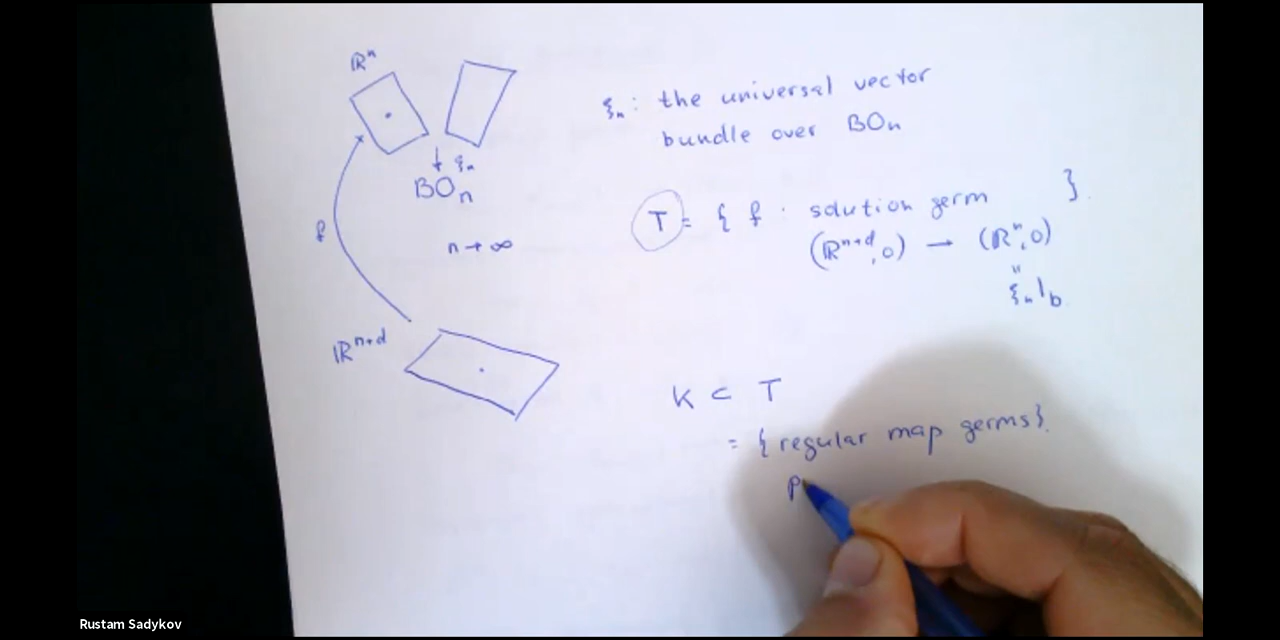 ℝⁿ
ξₙ : the universal vector
bundle over BOₙ
↓ ξₙ
BOₙ
n → ∞
f
T = { f : solution germ }
(ℝⁿ⁺ᵈ, 0) → (ℝⁿ, 0)
"
ξₙ|b
ℝⁿ⁺ᵈ
K ⊂ T
= { regular map germs }.
p
Rustam Sadykov